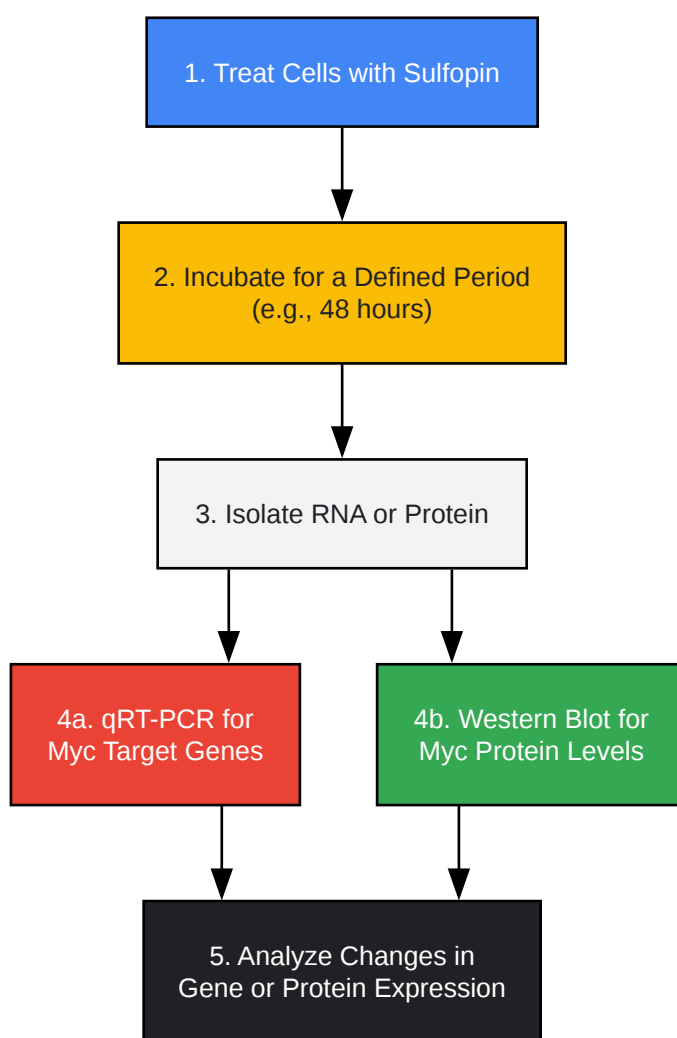 1. Treat Cells with Sulfopin
2. Incubate for a Defined Period
(e.g., 48 hours)
3. Isolate RNA or Protein
4a. qRT-PCR for
Myc Target Genes
4b. Western Blot for
Myc Protein Levels
5. Analyze Changes in
Gene or Protein Expression